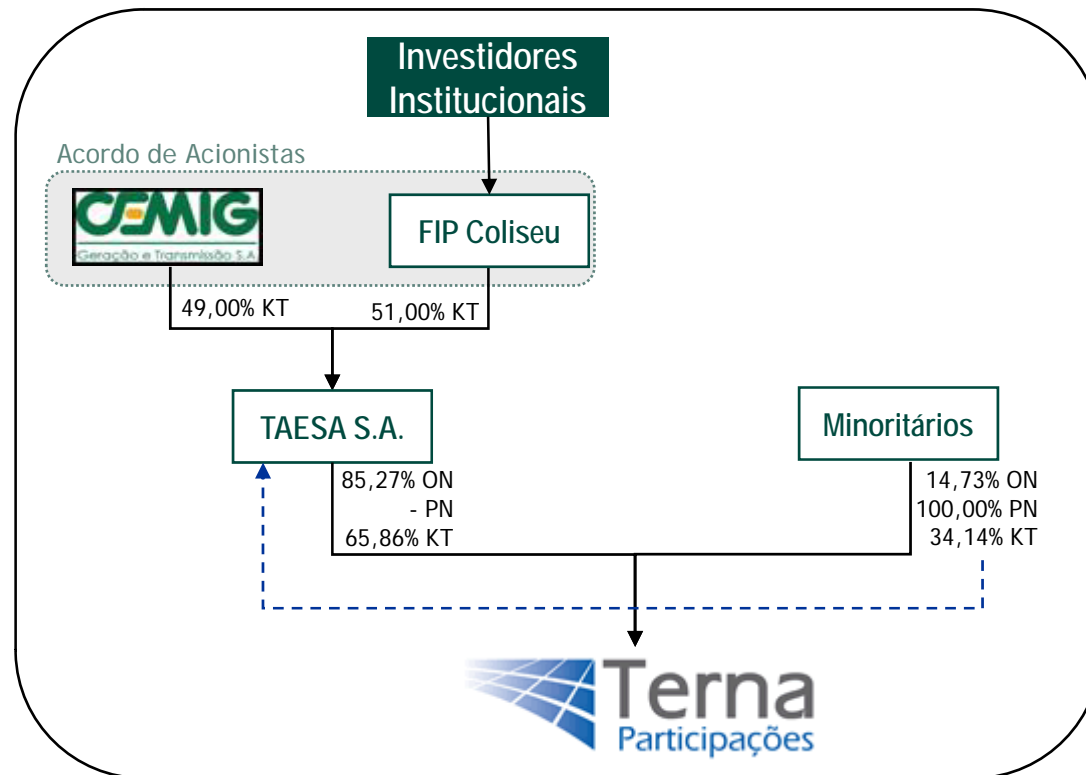 Investidores
Institucionais
Acordo de Acionistas
CEMIG
Geração e Transmissão S.A
FIP Coliseu
49,00% KT
51,00% KT
TAESA S.A.
Minoritários
85,27% ON
- PN
65,86% KT
14,73% ON
100,00% PN
34,14% KT
Terna
Participações